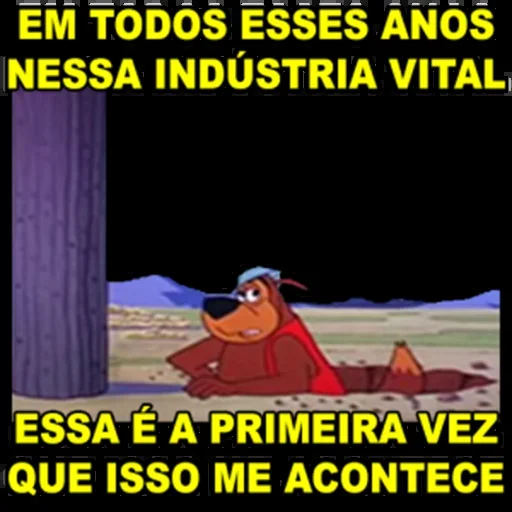 EM TODOS ESSES ANOS
NESSA INDÚSTRIA VITAL,
ESSA É A PRIMEIRA VEZ
QUE ISSO ME ACONTECE